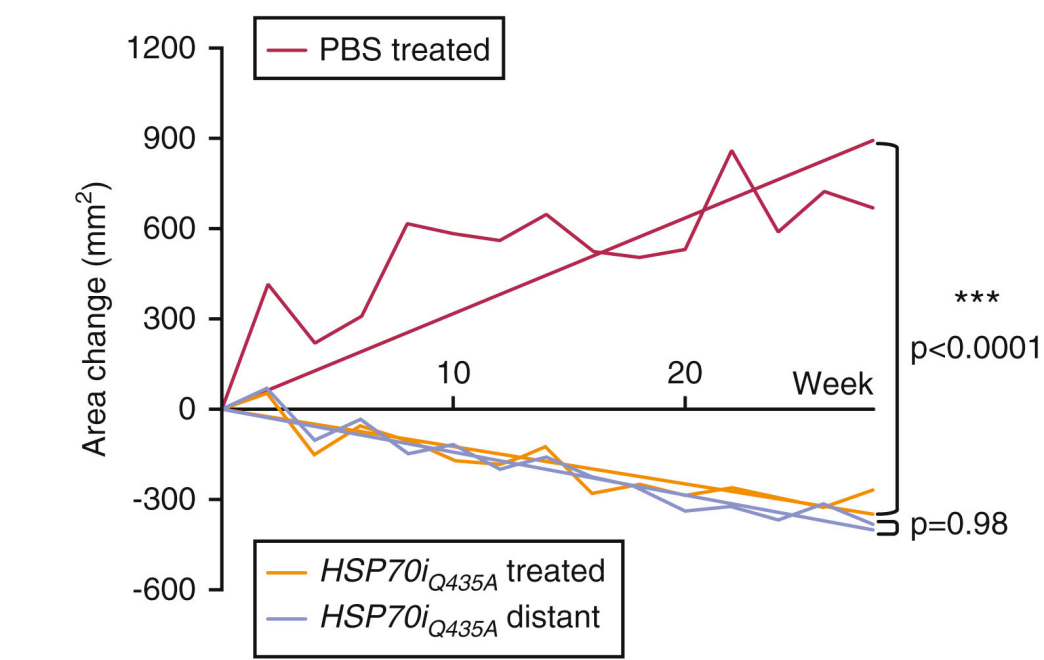 PBS treated
1200
900
600
300
0
-300
-600
Area change (mm²)
10
20
Week
***
p<0.0001
p=0.98
HSP70iQ435A treated
HSP70iQ435A distant